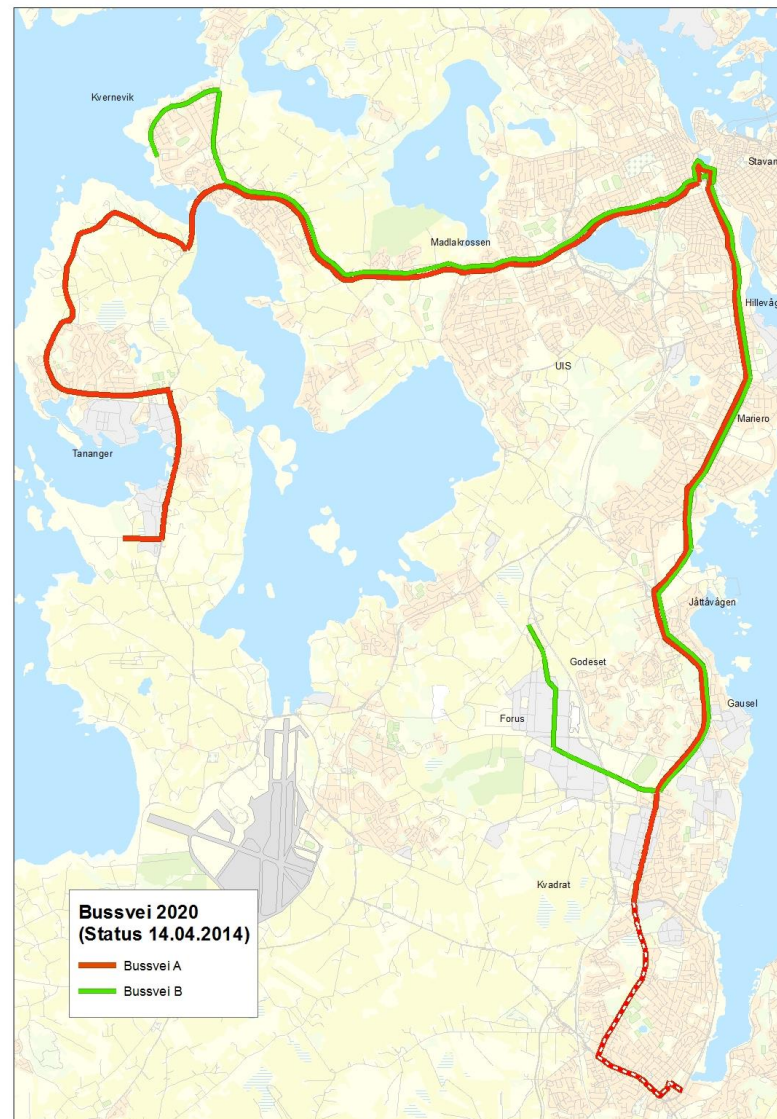 Kvernevik
Stavan
Madlakrossen
Hillevåg
UIS
Mariero
Tananger
Jåttåvågen
Godeset
Gausel
Forus
Kvadrat
Bussvei 2020
(Status 14.04.2014)
Bussvei A
Bussvei B